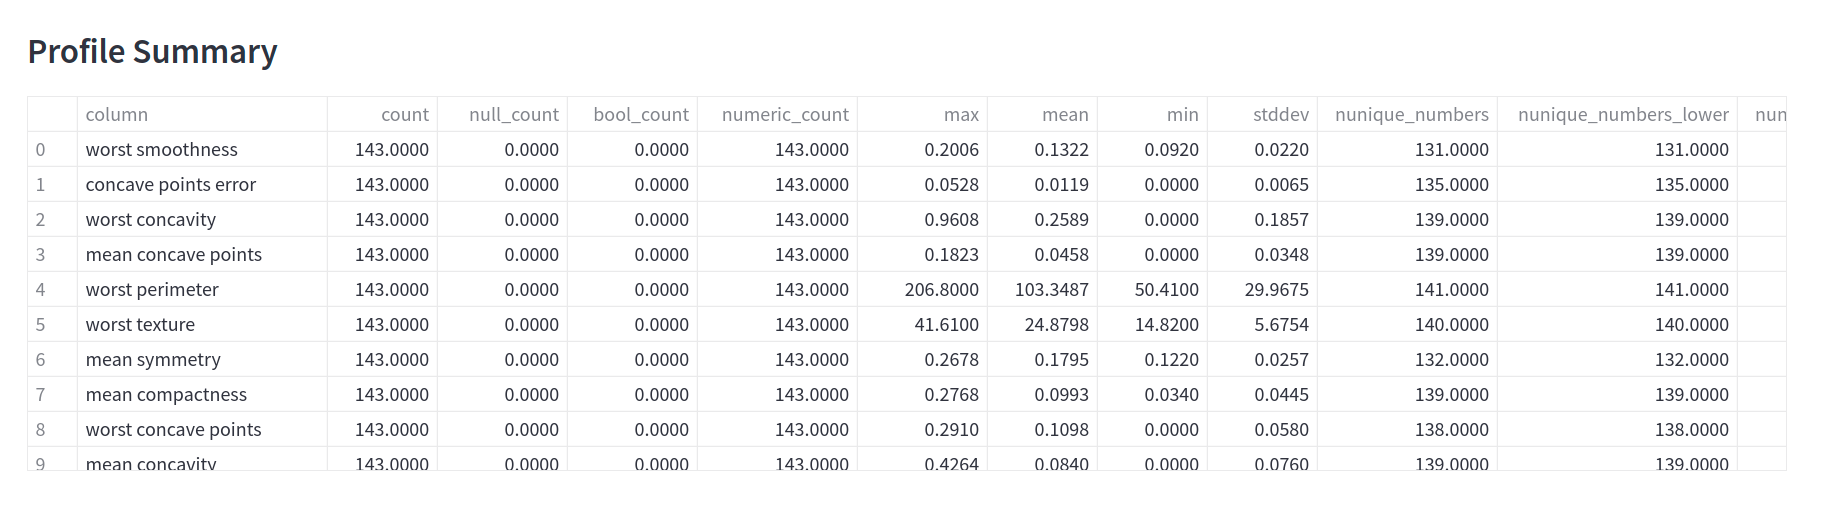 Profile Summary
column count null_count bool_count numeric_count max mean min stddev nunique_numbers nunique_numbers_lower nun
0 worst smoothness 143.0000 0.0000 0.0000 143.0000 0.2006 0.1322 0.0920 0.0220 131.0000 131.0000
1 concave points error 143.0000 0.0000 0.0000 143.0000 0.0528 0.0119 0.0000 0.0065 135.0000 135.0000
2 worst concavity 143.0000 0.0000 0.0000 143.0000 0.9608 0.2589 0.0000 0.1857 139.0000 139.0000
3 mean concave points 143.0000 0.0000 0.0000 143.0000 0.1823 0.0458 0.0000 0.0348 139.0000 139.0000
4 worst perimeter 143.0000 0.0000 0.0000 143.0000 206.8000 103.3487 50.4100 29.9675 141.0000 141.0000
5 worst texture 143.0000 0.0000 0.0000 143.0000 41.6100 24.8798 14.8200 5.6754 140.0000 140.0000
6 mean symmetry 143.0000 0.0000 0.0000 143.0000 0.2678 0.1795 0.1220 0.0257 132.0000 132.0000
7 mean compactness 143.0000 0.0000 0.0000 143.0000 0.2768 0.0993 0.0340 0.0445 139.0000 139.0000
8 worst concave points 143.0000 0.0000 0.0000 143.0000 0.2910 0.1098 0.0000 0.0580 138.0000 138.0000
9 mean concavity 143.0000 0.0000 0.0000 143.0000 0.4264 0.0840 0.0000 0.0760 139.0000 139.0000